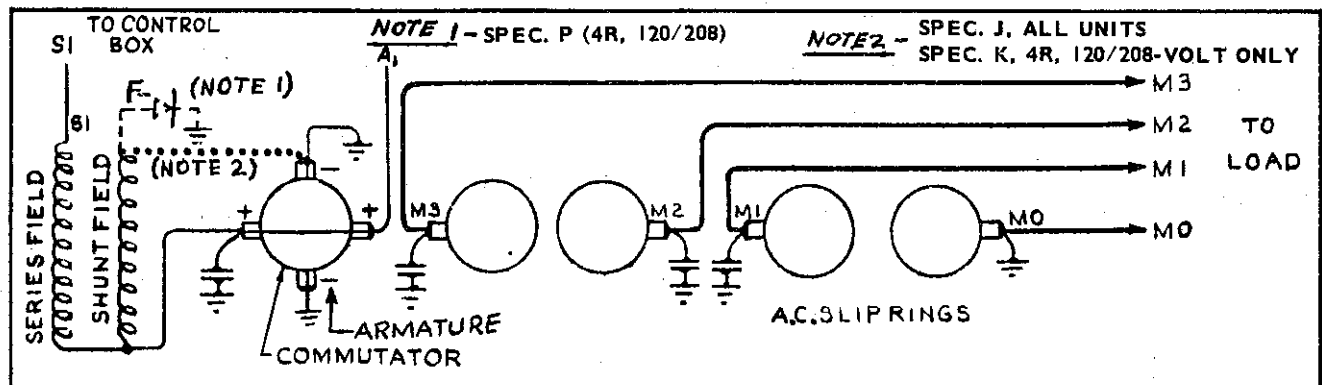 TO CONTROL
BOX
S1
NOTE 1 - SPEC. P (4R, 120/208)
NOTE 2 - SPEC. J, ALL UNITS
SPEC. K, 4R, 120/208-VOLT ONLY
A1
M3
F- (NOTE 1)
S1
M2 TO
(NOTE 2)
-
LOAD
M1
SERIES FIELD
SHUNT FIELD
+ +
M3
M2
M1
M0
M0
-
ARMATURE
COMMUTATOR
A.C. SLIP RINGS